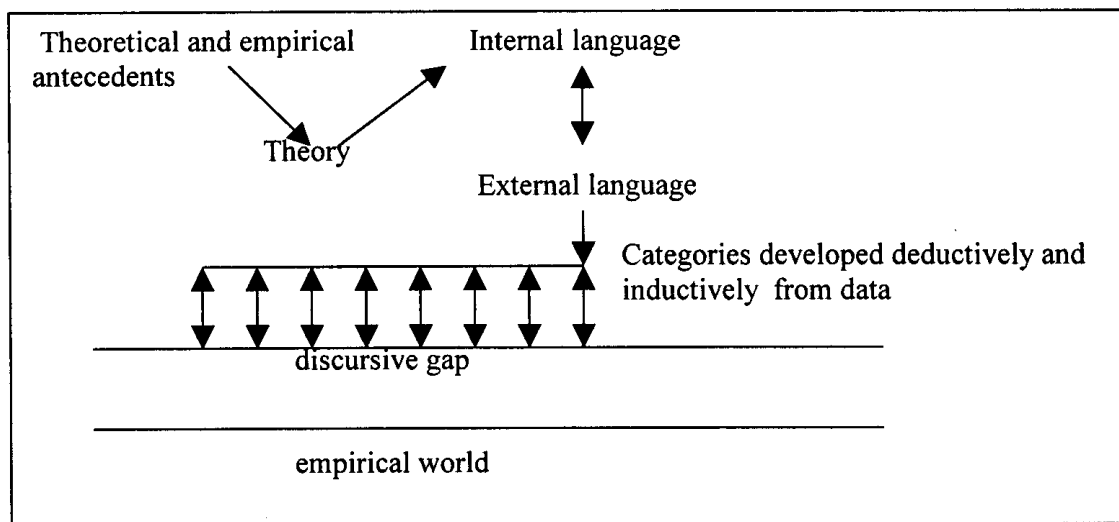 Theoretical and empirical
antecedents
Internal language
Theory
External language
Categories developed deductively and
inductively from data
discursive gap
empirical world